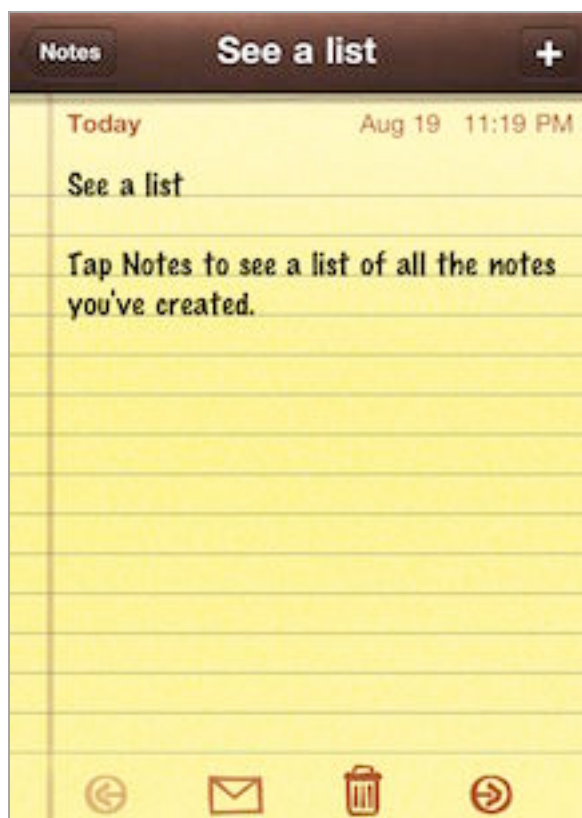 Notes See a list +
Today Aug 19 11:19 PM
See a list
Tap Notes to see a list of all the notes
you've created.